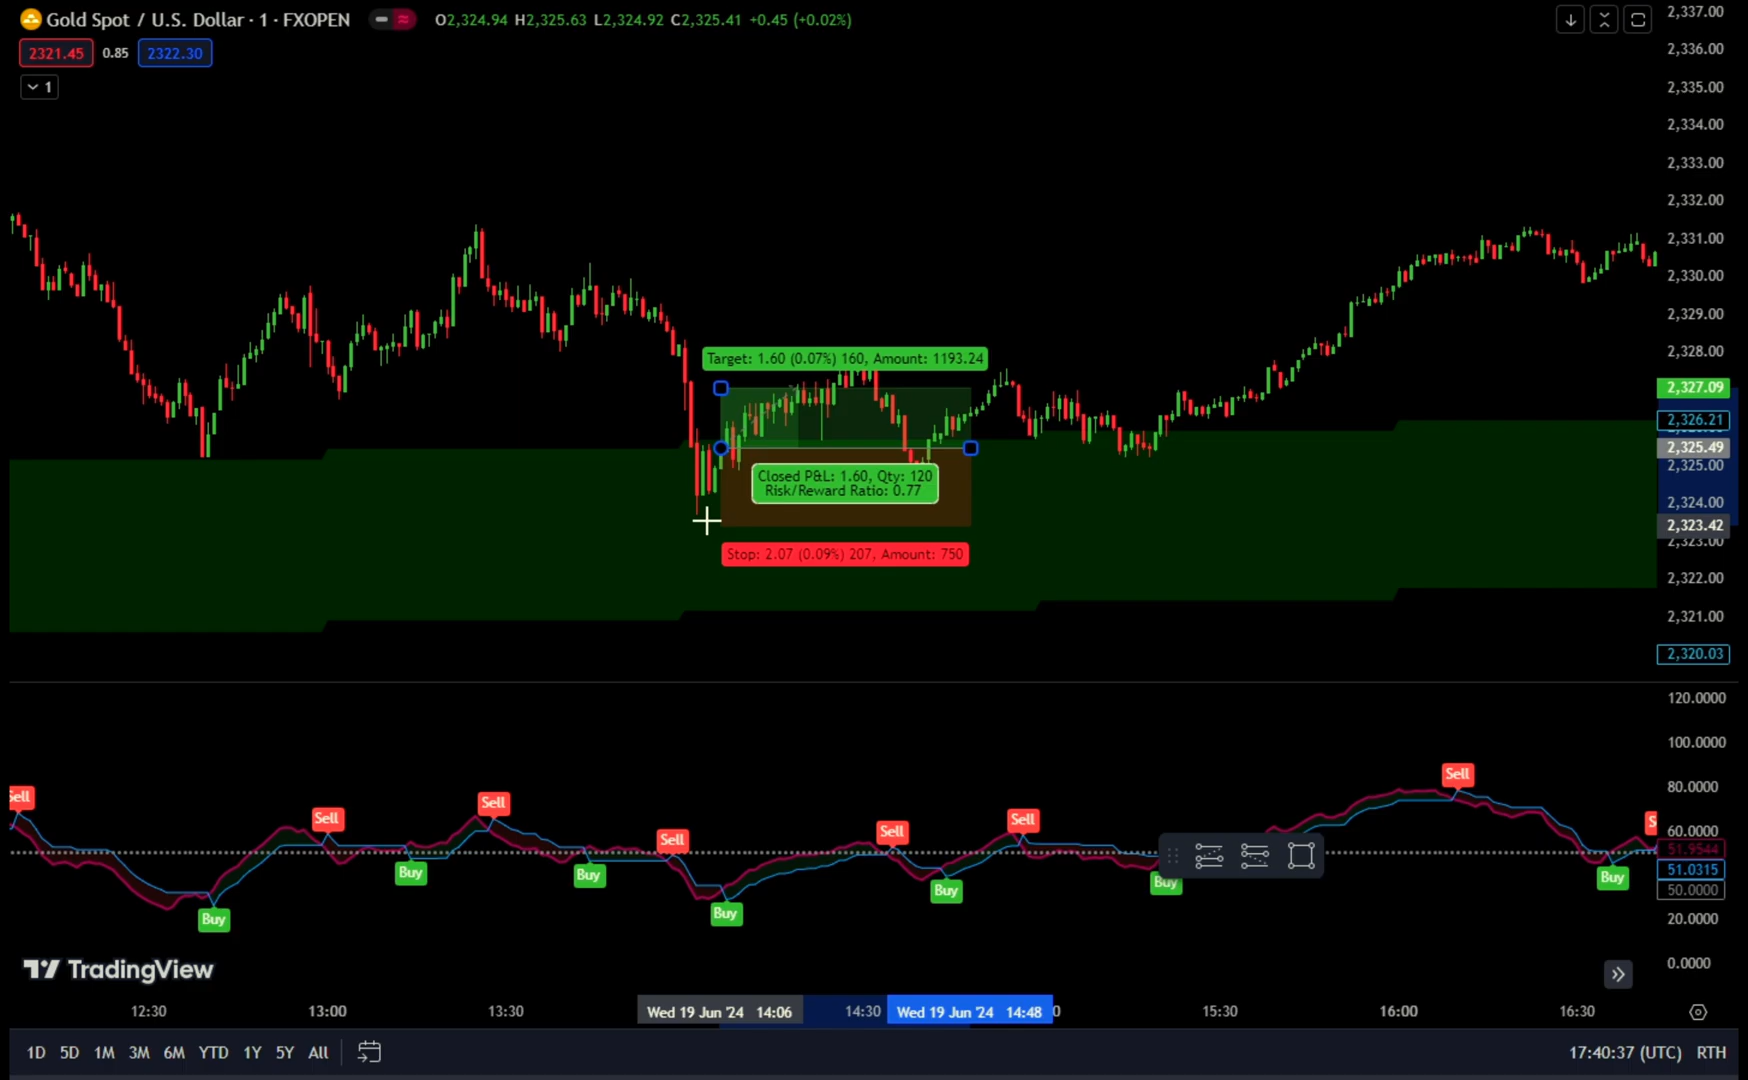 Gold Spot / U.S. Dollar · 1 · FXOPEN O2,324.94 H2,325.63 L2,324.92 C2,325.41 +0.45 (+0.02%)
2321.45 0.85 2322.30
1
2,337.00
2,336.00
2,335.00
2,334.00
2,333.00
2,332.00
2,331.00
2,330.00
2,329.00
2,328.00
2,327.09
2,326.21
2,325.49
2,325.00
2,324.00
2,323.42
2,323.00
2,322.00
2,321.00
2,320.03
Target: 1.60 (0.07%) 160, Amount: 1193.24
Closed P&L: 1.60, Qty: 120
Risk/Reward Ratio: 0.77
Stop: 2.07 (0.09%) 207, Amount: 750
120.0000
100.0000
80.0000
60.0000
51.9544
51.0315
50.0000
20.0000
0.0000
Sell
Sell
Sell
Sell
Sell
Sell
Sell
S
Buy
Buy
Buy
Buy
Buy
Buy
Buy
TradingView
12:30 13:00 13:30 Wed 19 Jun '24 14:06 14:30 Wed 19 Jun '24 14:48 0 15:30 16:00 16:30
1D 5D 1M 3M 6M YTD 1Y 5Y All 17:40:37 (UTC) RTH